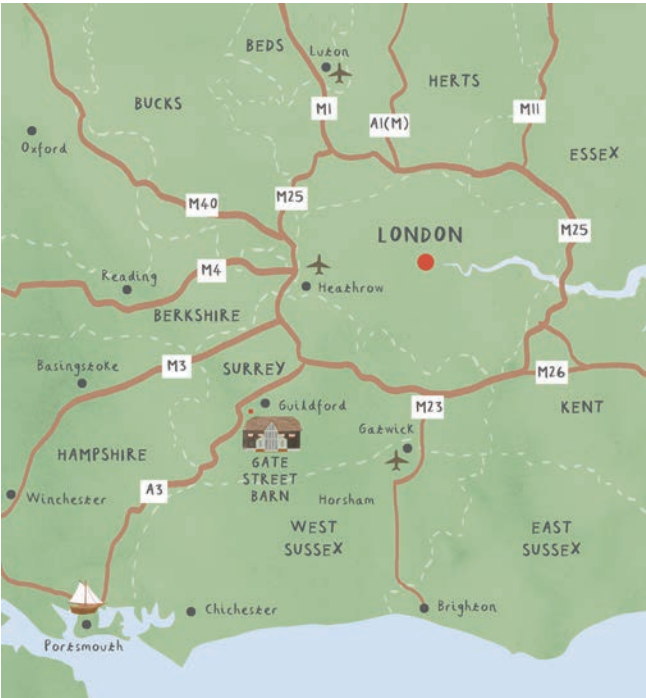 BEDS
Luton
HERTS
BUCKS
M1
A1(M)
M11
Oxford
ESSEX
M40
M25
M25
LONDON
M4
Reading
Heathrow
BERKSHIRE
Basingstoke
M3
SURREY
M26
Guildford
M23
KENT
Gatwick
HAMPSHIRE
GATE
STREET
BARN
A3
Winchester
Horsham
WEST
SUSSEX
EAST
SUSSEX
Chichester
Brighton
Portsmouth